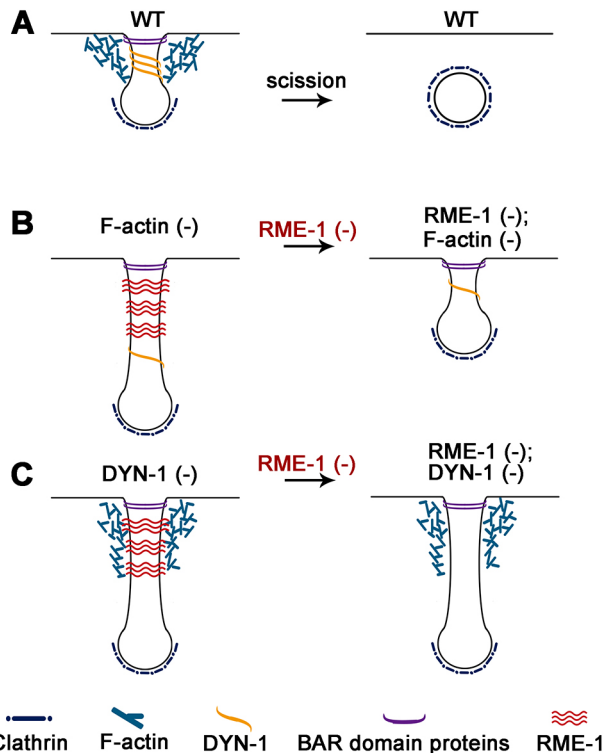 A
WT
WT
scission
B
F-actin (-)
RME-1 (-)
RME-1 (-);
F-actin (-)
C
DYN-1 (-)
RME-1 (-)
RME-1 (-);
DYN-1 (-)
Clathrin
F-actin
DYN-1
BAR domain proteins
RME-1